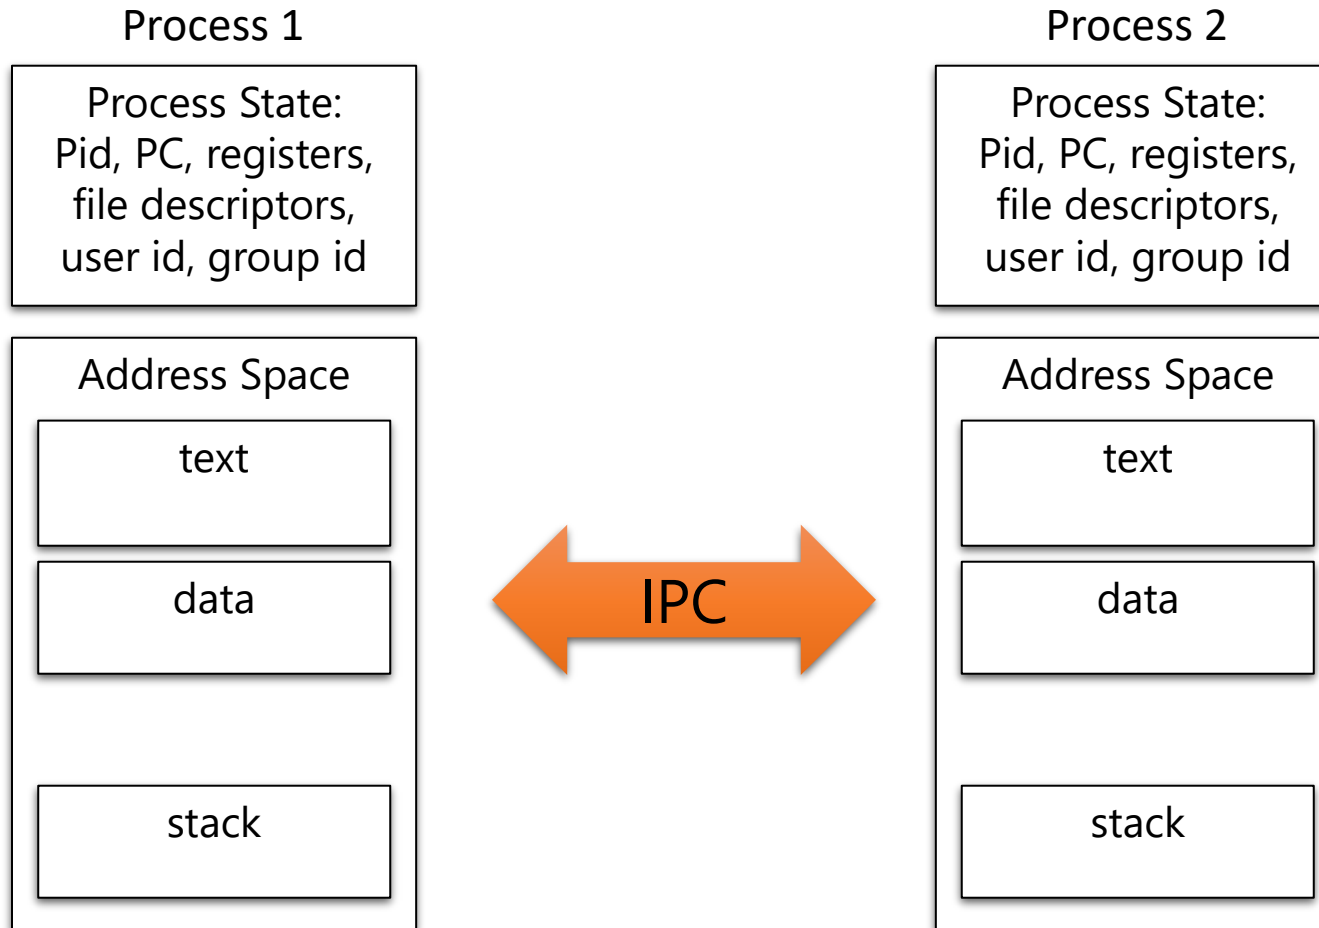 Process 1
Process State:
Pid, PC, registers,
file descriptors,
user id, group id
Address Space
text
data
stack
IPC
Process 2
Process State:
Pid, PC, registers,
file descriptors,
user id, group id
Address Space
text
data
stack